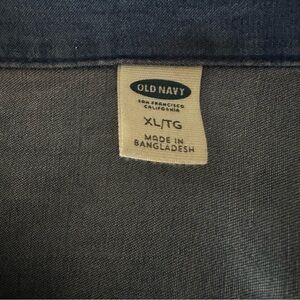 OLD NAVY
SAN FRANCISCO
CALIFORNIA
XL/TG
MADE IN
BANGLADESH